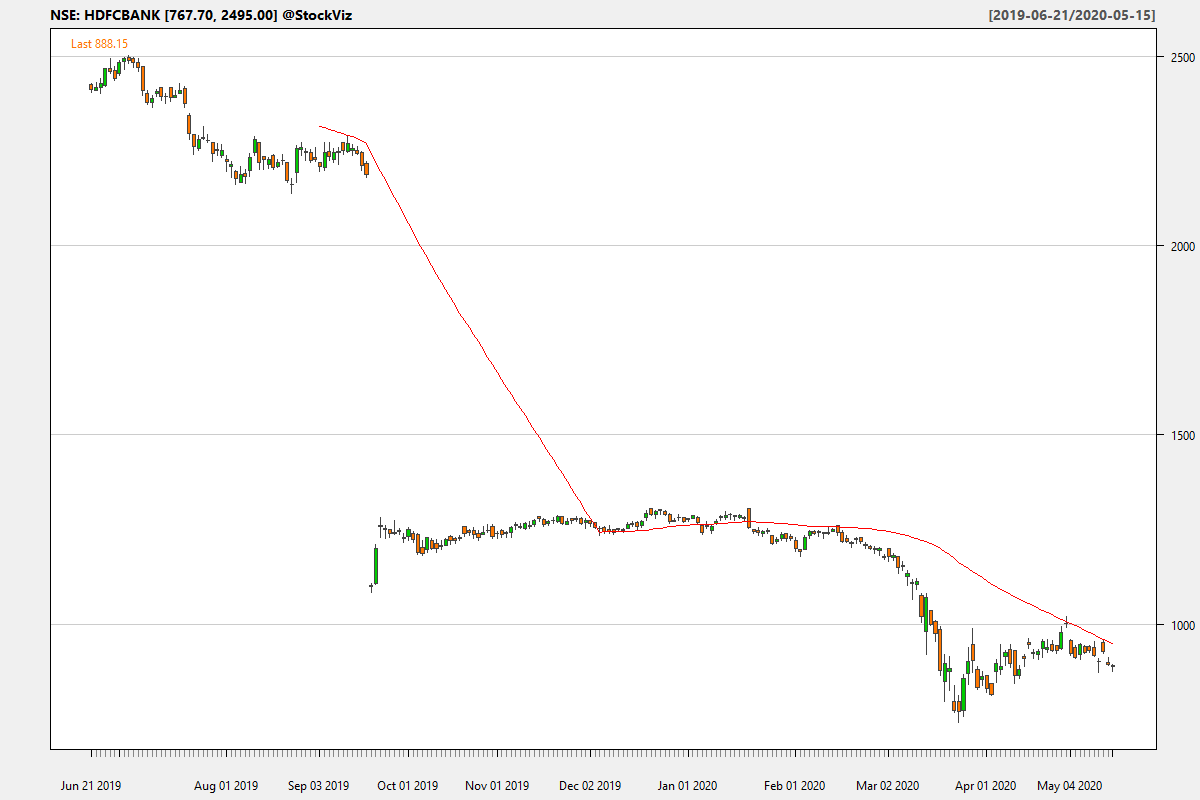 NSE: HDFCBANK [767.70, 2495.00] @StockViz
[2019-06-21/2020-05-15]
Last 888.15
2500
2000
1500
1000
Jun 21 2019 Aug 01 2019 Sep 03 2019 Oct 01 2019 Nov 01 2019 Dec 02 2019 Jan 01 2020 Feb 01 2020 Mar 02 2020 Apr 01 2020 May 04 2020